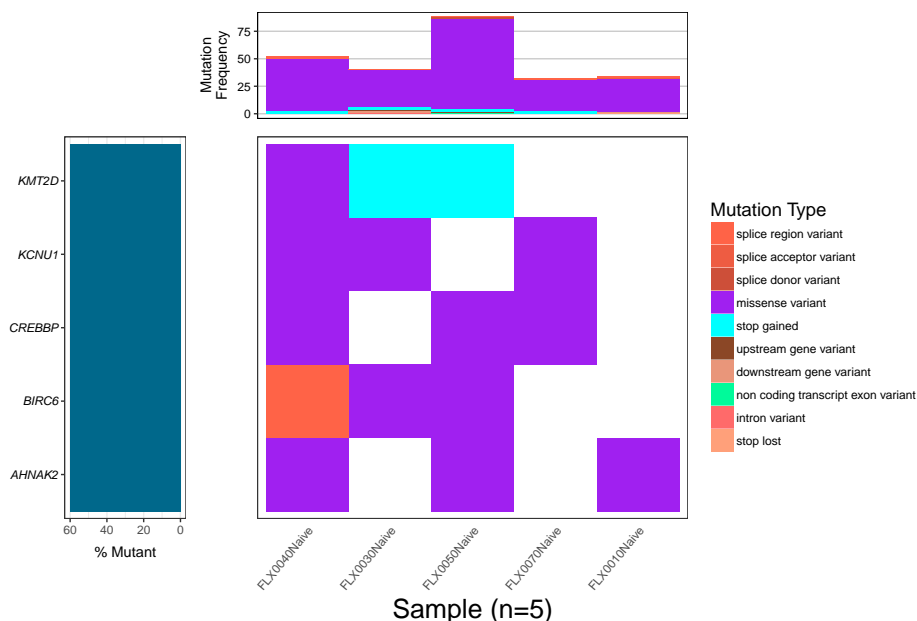 Mutation
Frequency
75
50
25
0
KMT2D
KCNU1
CREBBP
BIRC6
AHNAK2
60
40
20
0
% Mutant
FLX0040Naive
FLX0030Naive
FLX0050Naive
FLX0070Naive
FLX0010Naive
Sample (n=5)
Mutation Type
splice region variant
splice acceptor variant
splice donor variant
missense variant
stop gained
upstream gene variant
downstream gene variant
non coding transcript exon variant
intron variant
stop lost